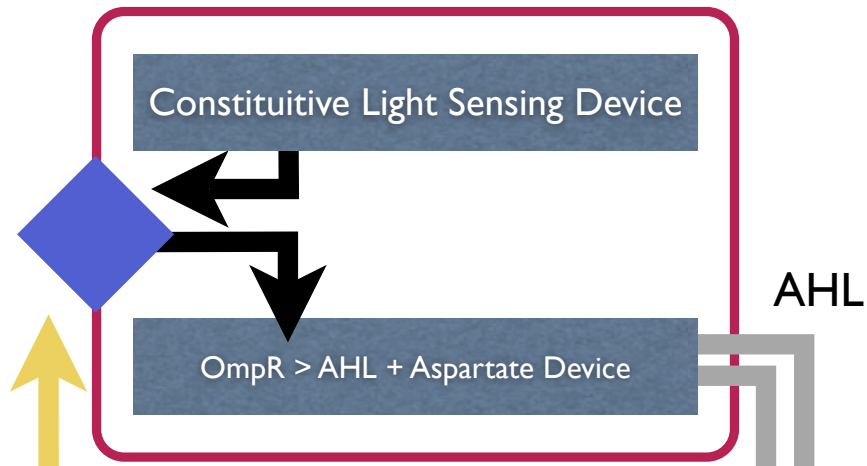 Constituitive Light Sensing Device
AHL
OmpR > AHL + Aspartate Device